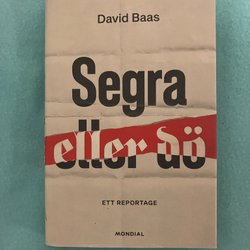 David Baas
Segra
eller dö
ETT REPORTAGE
MONDIAL